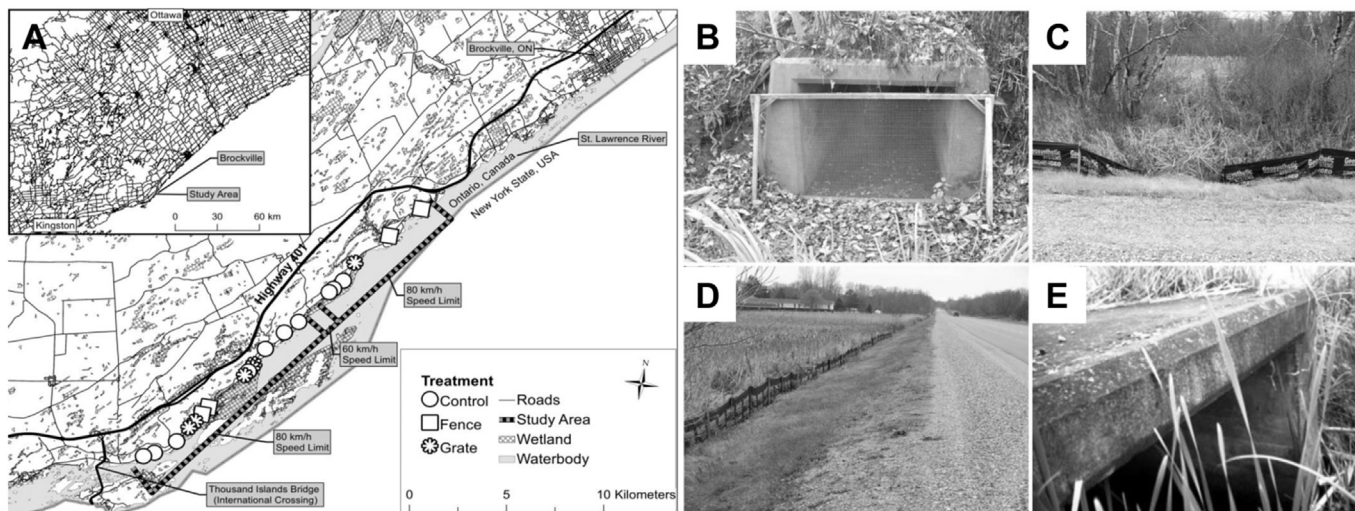 A
Ottawa
Brockville
Study Area
Kingston
0 30 60 km
Brockville, ON
St. Lawrence River
Ontario, Canada
New York State, USA
Highway 401
80 km/h
Speed Limit
60 km/h
Speed Limit
80 km/h
Speed Limit
Thousand Islands Bridge
(International Crossing)
N
Treatment
Control
Fence
Grate
Roads
Study Area
Wetland
Waterbody
0 5 10 Kilometers
B
C
D
E